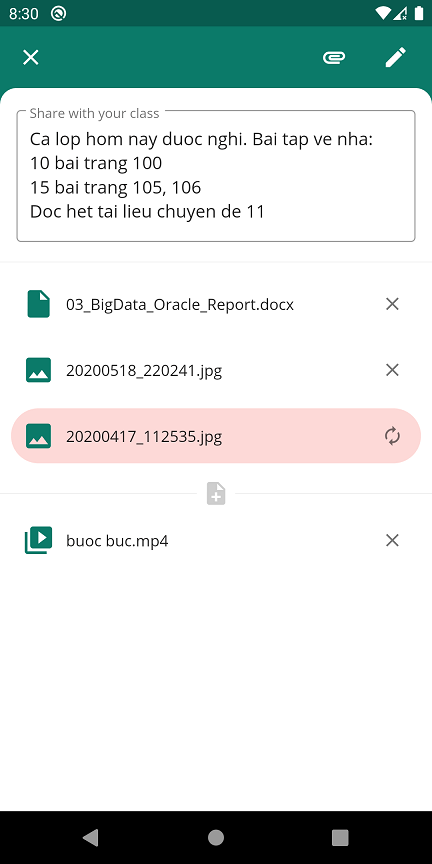 8:30
Share with your class
Ca lop hom nay duoc nghi. Bai tap ve nha:
10 bai trang 100
15 bai trang 105, 106
Doc het tai lieu chuyen de 11
03_BigData_Oracle_Report.docx
20200518_220241.jpg
20200417_112535.jpg
buoc buc.mp4